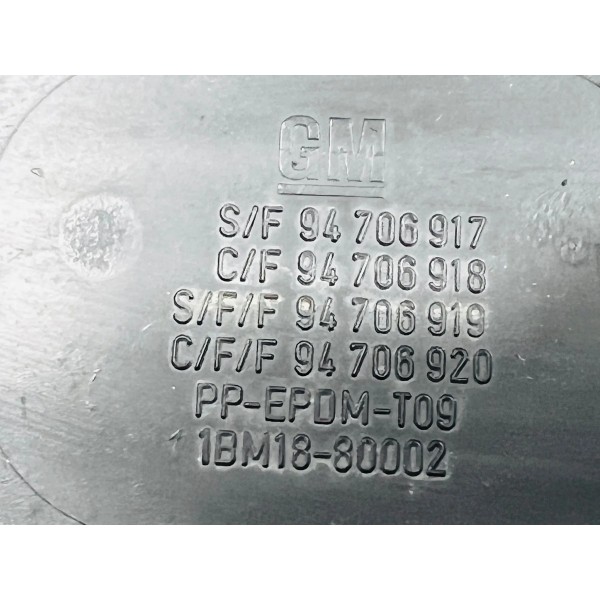 GM
S/F 94 706 917
C/F 94 706 918
S/F/F 94 706 919
C/F/F 94 706 920
PP-EPDM-T09
1BM18-80002